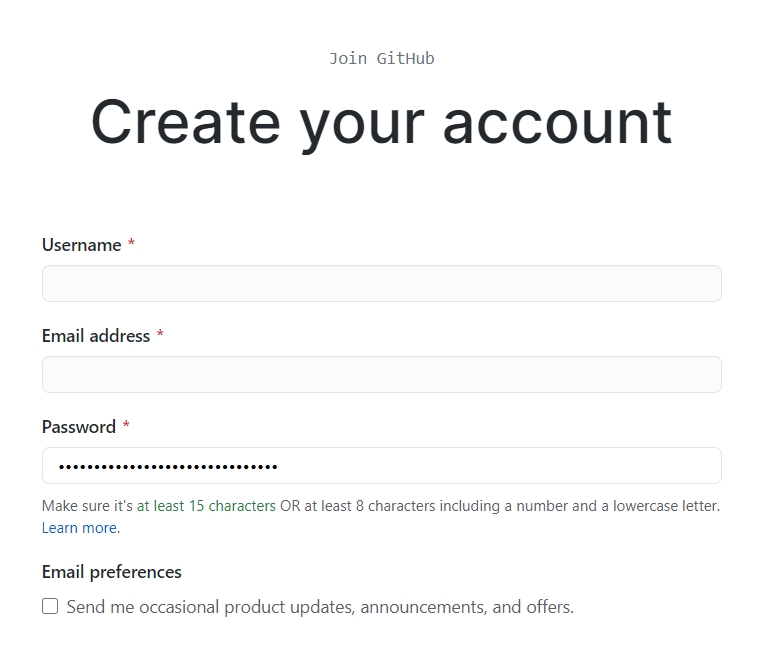 Join GitHub
Create your account
Username *
Email address *
Password *
•••••••••••••••••••••••••••••••
Make sure it's at least 15 characters OR at least 8 characters including a number and a lowercase letter.
Learn more.
Email preferences
Send me occasional product updates, announcements, and offers.